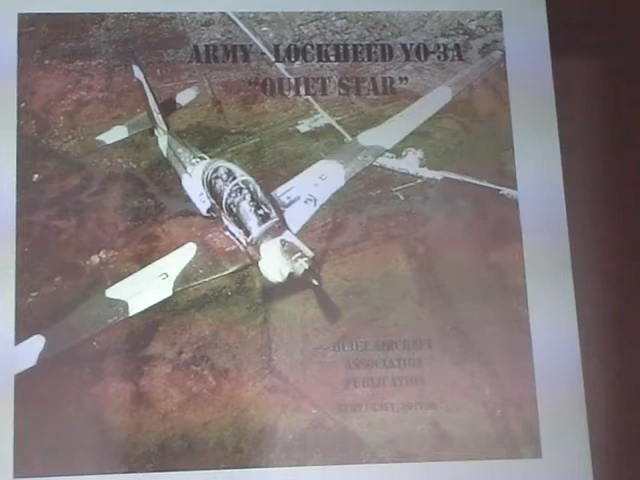 ARMY - LOCKHEED YO-3A
"QUIET STAR"
QUIET AIRCRAFT
ASSOCIATION
PUBLICATION